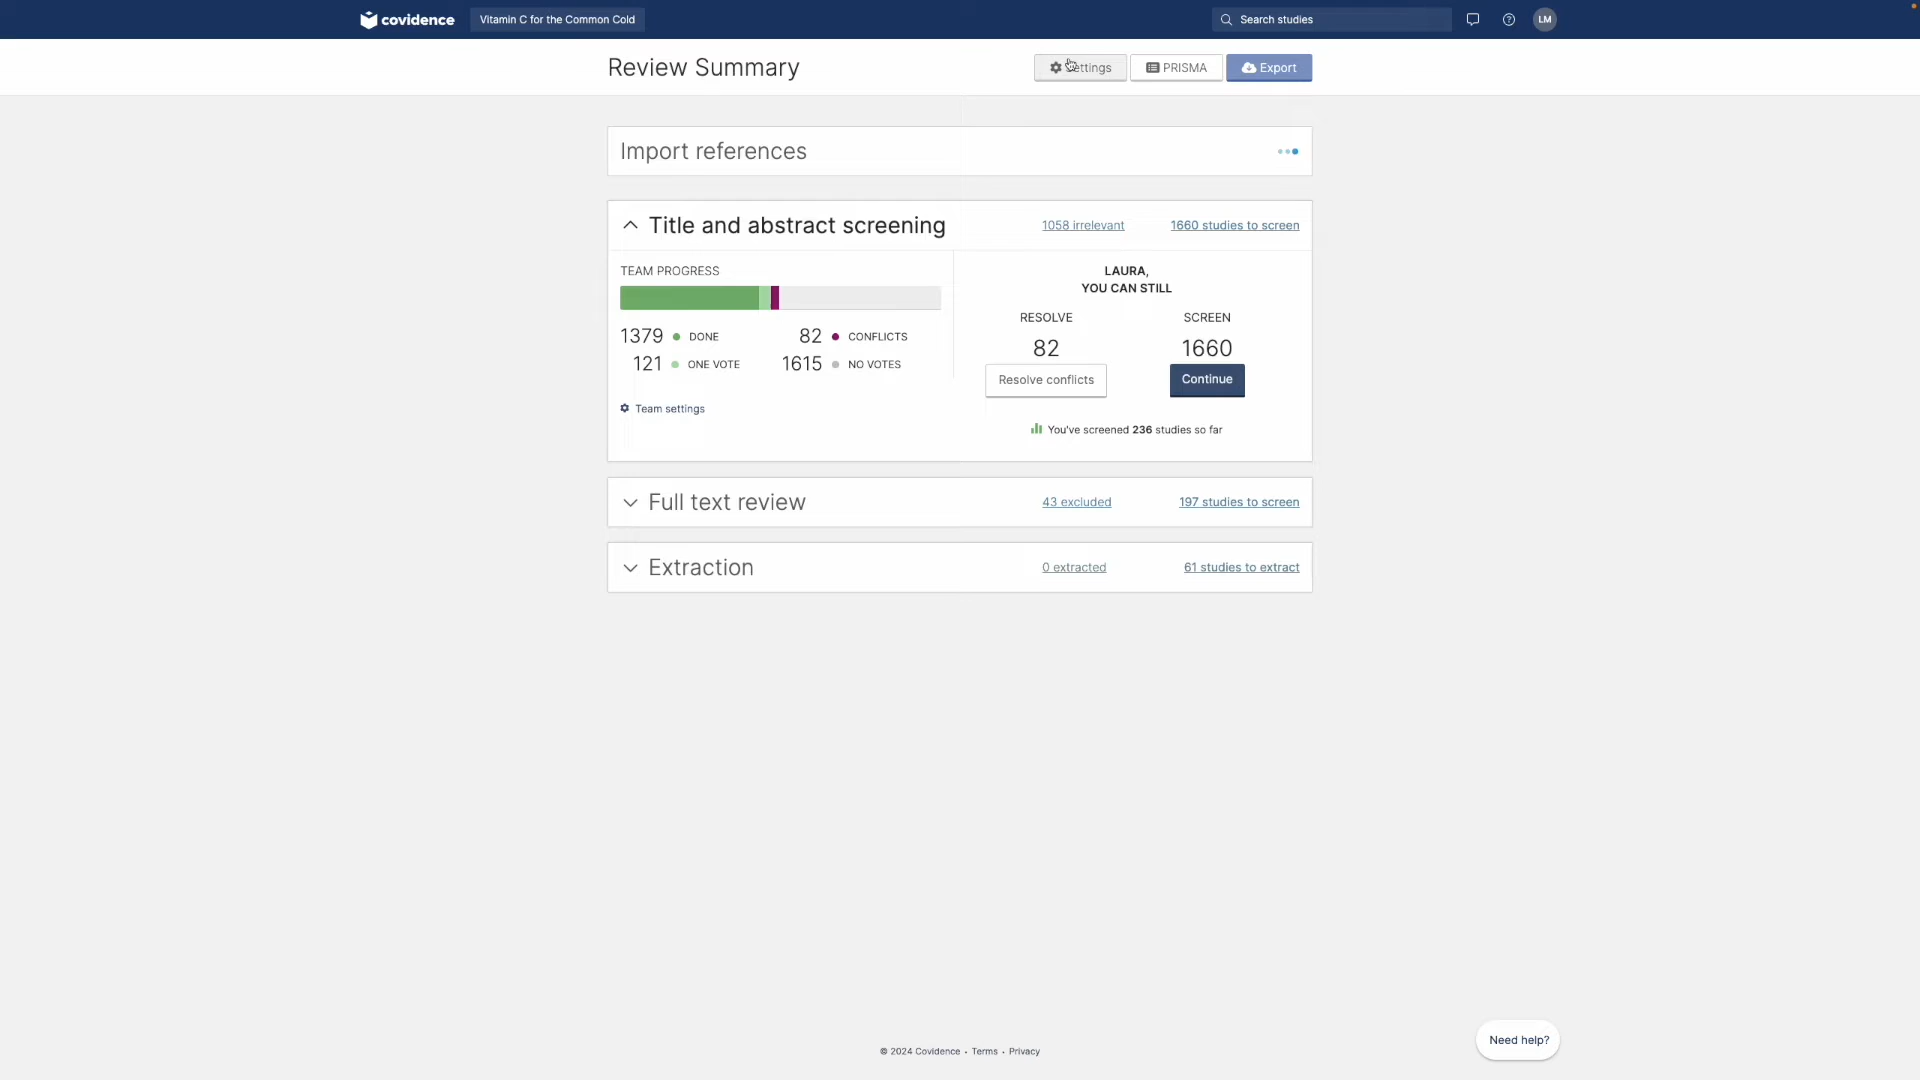 covidence
Vitamin C for the Common Cold
Search studies
LM
Review Summary
Settings
PRISMA
Export
Import references
Title and abstract screening
1058 irrelevant
1660 studies to screen
TEAM PROGRESS
1379 DONE
82 CONFLICTS
121 ONE VOTE
1615 NO VOTES
Team settings
LAURA,
YOU CAN STILL
RESOLVE
SCREEN
82
1660
Resolve conflicts
Continue
You've screened 236 studies so far
Full text review
43 excluded
197 studies to screen
Extraction
0 extracted
61 studies to extract
Need help?
© 2024 Covidence • Terms • Privacy